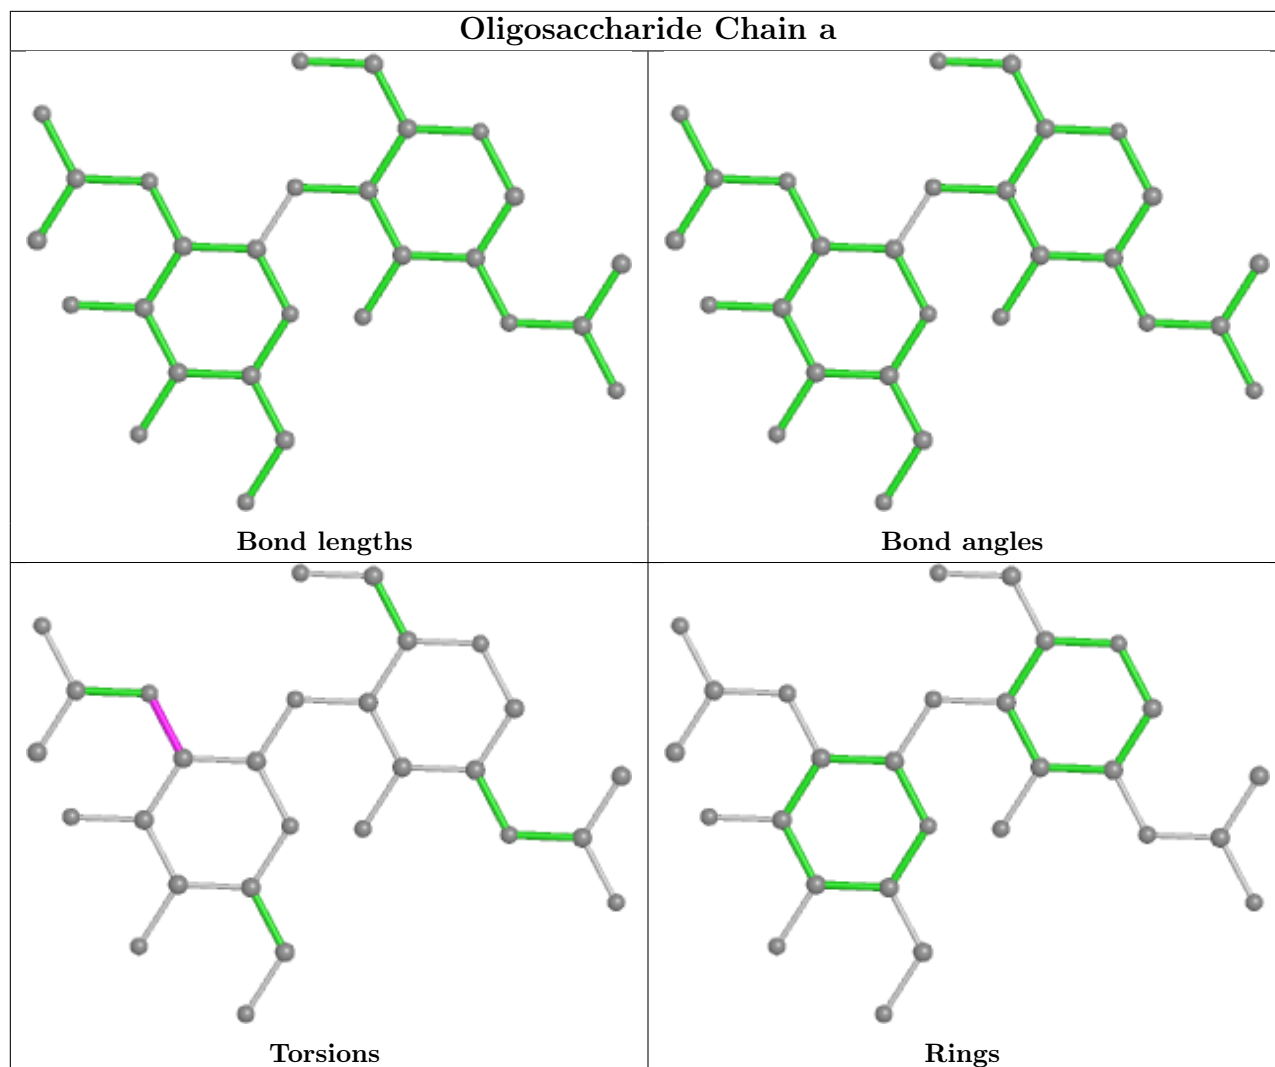 Oligosaccharide Chain a
Bond lengths
Bond angles
Torsions
Rings